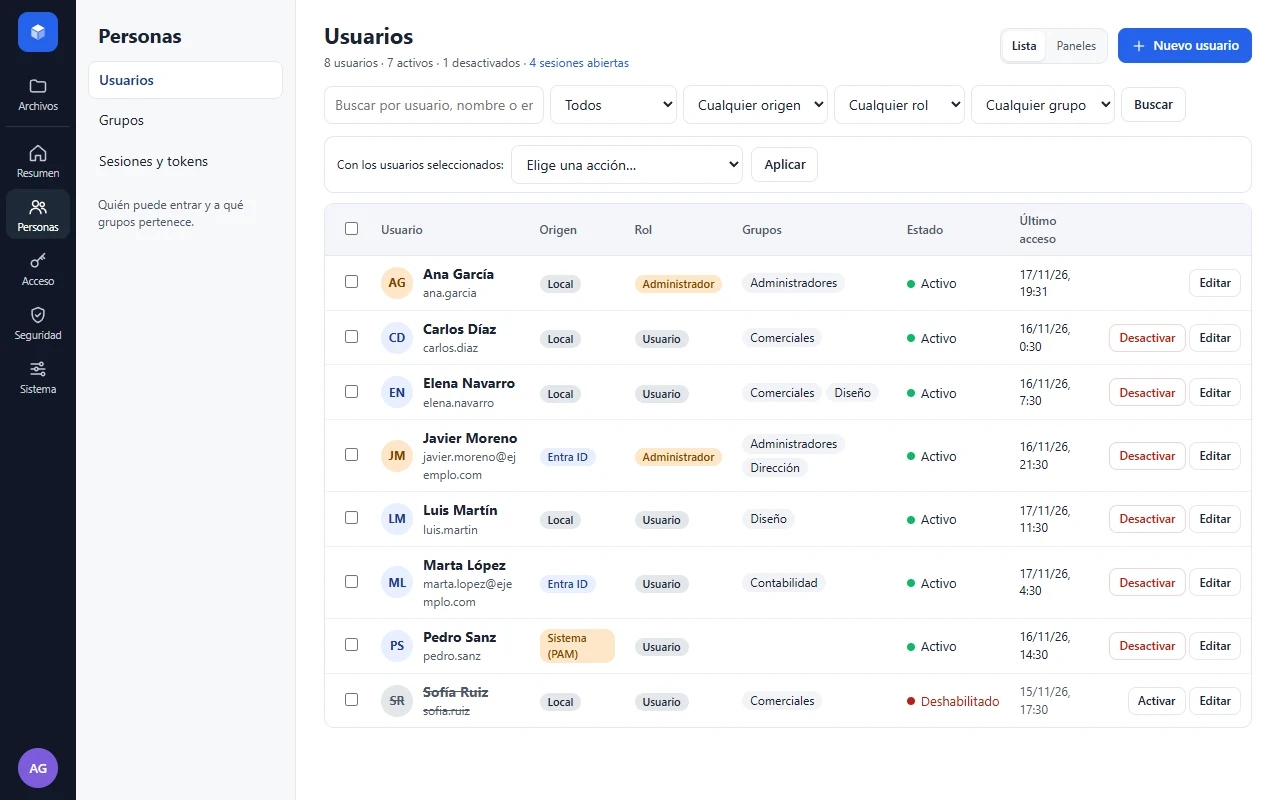 Archivos
Resumen
Personas
Acceso
Seguridad
Sistema
AG
Personas
Usuarios
Grupos
Sesiones y tokens
Quién puede entrar y a qué
grupos pertenece.
Usuarios
8 usuarios · 7 activos · 1 desactivados · 4 sesiones abiertas
Lista Paneles + Nuevo usuario
Buscar por usuario, nombre o er Todos Cualquier origen Cualquier rol Cualquier grupo Buscar
Con los usuarios seleccionados: Elige una acción... Aplicar
Usuario Origen Rol Grupos Estado Último
acceso
AG Ana García
ana.garcia Local Administrador Administradores Activo 17/11/26,
19:31 Editar
CD Carlos Díaz
carlos.diaz Local Usuario Comerciales Activo 16/11/26,
0:30 Desactivar Editar
EN Elena Navarro
elena.navarro Local Usuario Comerciales Diseño Activo 16/11/26,
7:30 Desactivar Editar
JM Javier Moreno
javier.moreno@ej
emplo.com Entra ID Administrador Administradores
Dirección Activo 16/11/26,
21:30 Desactivar Editar
LM Luis Martín
luis.martin Local Usuario Diseño Activo 17/11/26,
11:30 Desactivar Editar
ML Marta López
marta.lopez@eje
mplo.com Entra ID Usuario Contabilidad Activo 17/11/26,
4:30 Desactivar Editar
PS Pedro Sanz
pedro.sanz Sistema
(PAM) Usuario Activo 16/11/26,
14:30 Desactivar Editar
SR Sofía Ruiz
sofia.ruiz Local Usuario Comerciales Deshabilitado 15/11/26,
17:30 Activar Editar